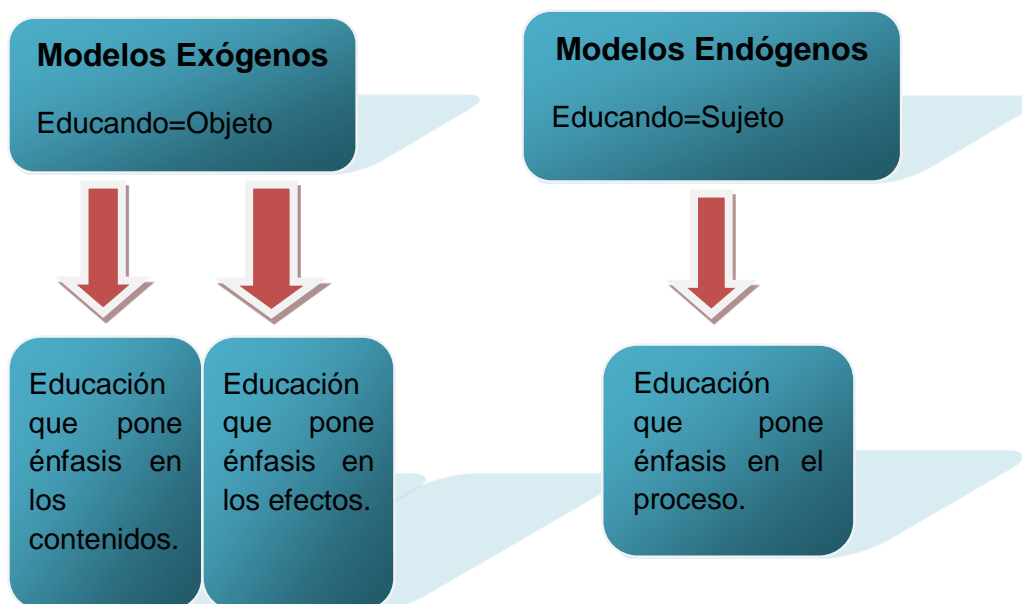 Modelos Exógenos
Educando=Objeto
Modelos Endógenos
Educando=Sujeto
Educación
que pone
énfasis en
los
contenidos.
Educación
que pone
énfasis en
los efectos.
Educación
que pone
énfasis en el
proceso.